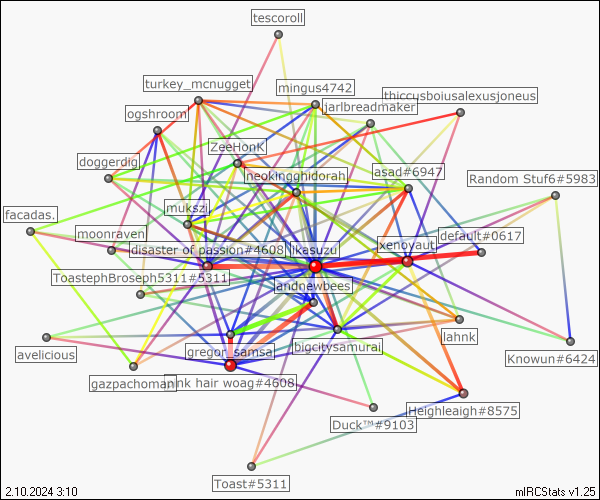 tescoroll
turkey_mcnugget
mingus4742
thiccusboiusalexusjoneus
jarlbreadmaker
ogshroom
ZeeHonK
doggerdig
neokingghidorah
asad#6947
Random Stuf6#5983
mukszi
facadas.
moonraven
disaster of passion#4608
ikasuzu
xenoyaut
default#0617
ToastephBroseph5311#5311
andnewbees
gregor_samsa
bigcitysamurai
lahnk
avelicious
Knowun#6424
gazpachoman
hair woag#4608
Heighleagh#8575
Duck™#9103
Toast#5311
2.10.2024 3:10
mIRCStats v1.25